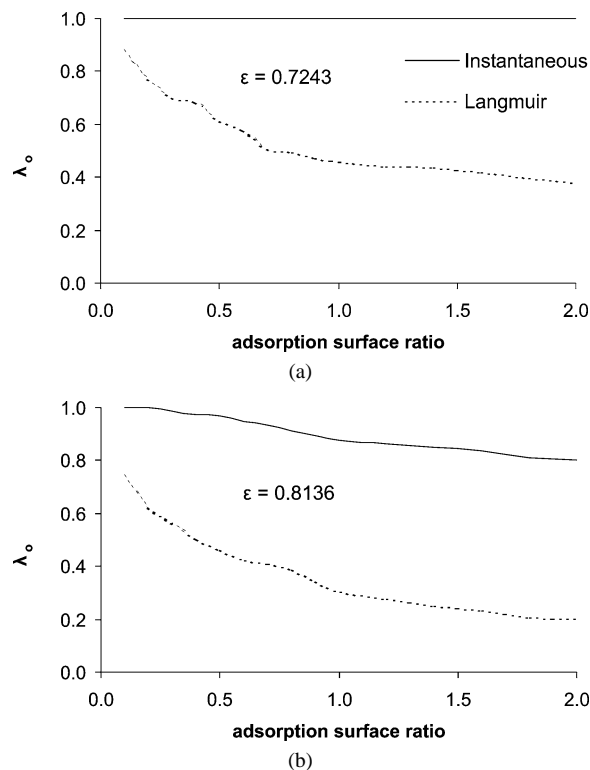 1.0
0.8
0.6
0.4
0.2
0.0
λo
ε = 0.7243
Instantaneous
Langmuir
0.0 0.5 1.0 1.5 2.0
adsorption surface ratio
(a)
1.0
0.8
0.6
0.4
0.2
0.0
λo
ε = 0.8136
0.0 0.5 1.0 1.5 2.0
adsorption surface ratio
(b)